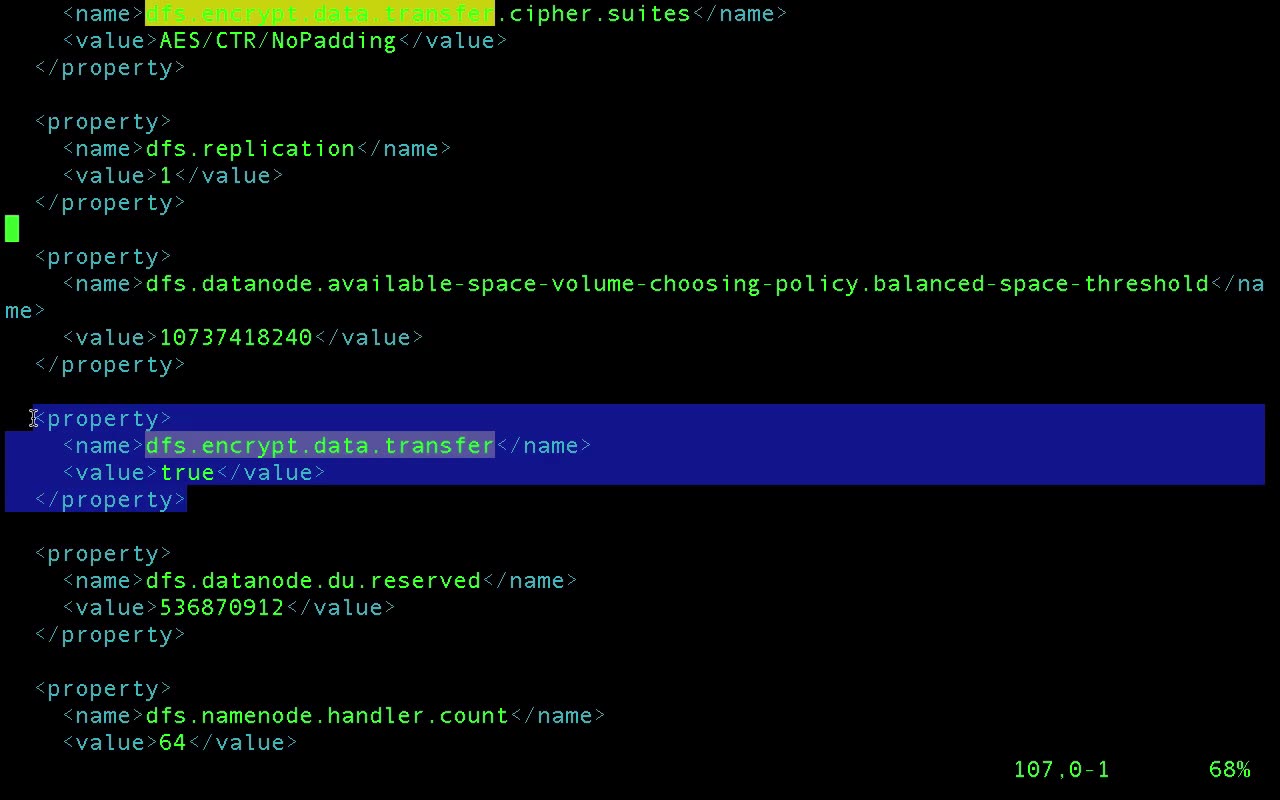 <name>dfs.encrypt.data.transfer.cipher.suites</name>
<value>AES/CTR/NoPadding</value>
</property>
<property>
<name>dfs.replication</name>
<value>1</value>
</property>
<property>
<name>dfs.datanode.available-space-volume-choosing-policy.balanced-space-threshold</na
me>
<value>10737418240</value>
</property>
<property>
<name>dfs.encrypt.data.transfer</name>
<value>true</value>
</property>
<property>
<name>dfs.datanode.du.reserved</name>
<value>536870912</value>
</property>
<property>
<name>dfs.namenode.handler.count</name>
<value>64</value>
107,0-1 68%